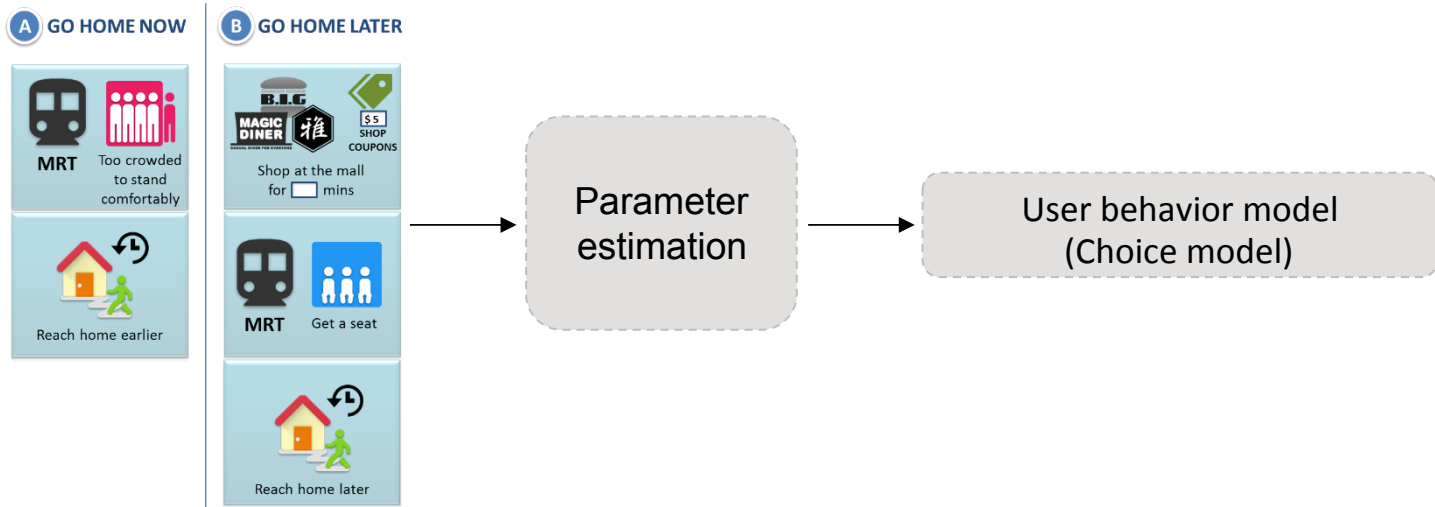 A GO HOME NOW
MRT
Too crowded
to stand
comfortably
Reach home earlier
B GO HOME LATER
B.I.G
MAGIC
DINER
雅
$5
SHOP
COUPONS
Shop at the mall
for mins
MRT
Get a seat
Reach home later
Parameter
estimation
User behavior model
(Choice model)